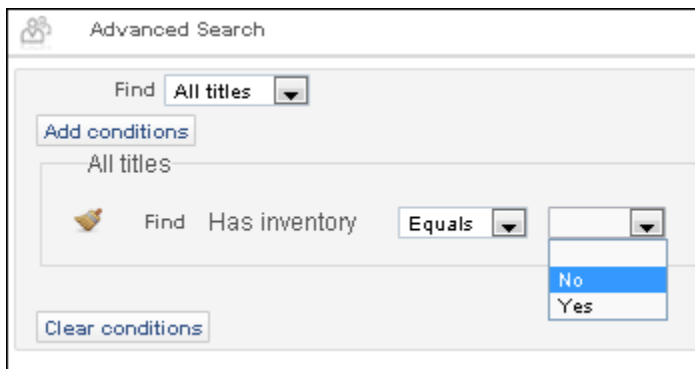 Advanced Search
Find All titles
Add conditions
All titles
Find Has inventory Equals
No
Yes
Clear conditions